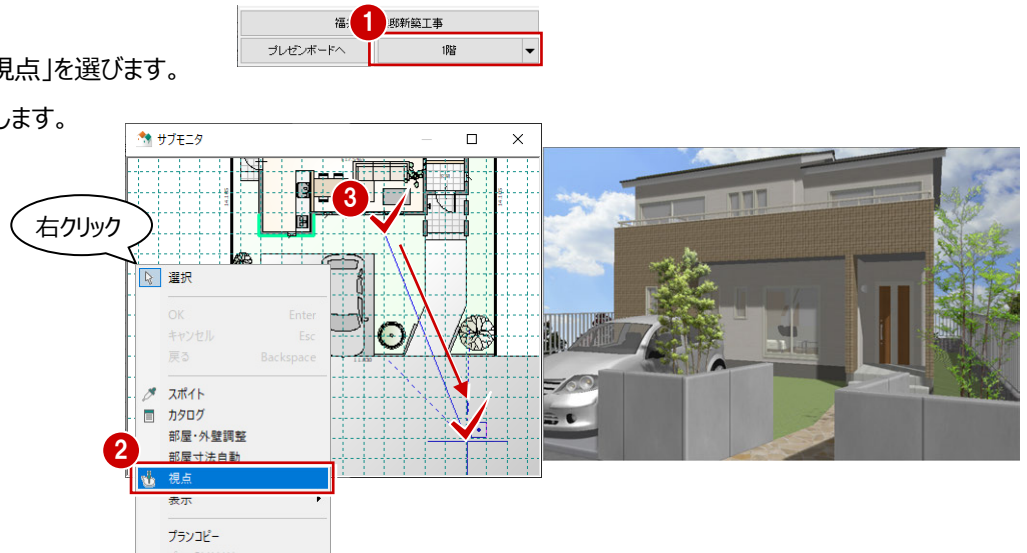 福
邸新築工事
1
プレゼンボードへ
1階
視点」を選びます。
します。
サブモニタ
3
右クリック
選択
OK Enter
キャンセル Esc
戻る Backspace
スポイト
カタログ
部屋・外壁調整
2
部屋寸法自動
視点
表示
プランコピー